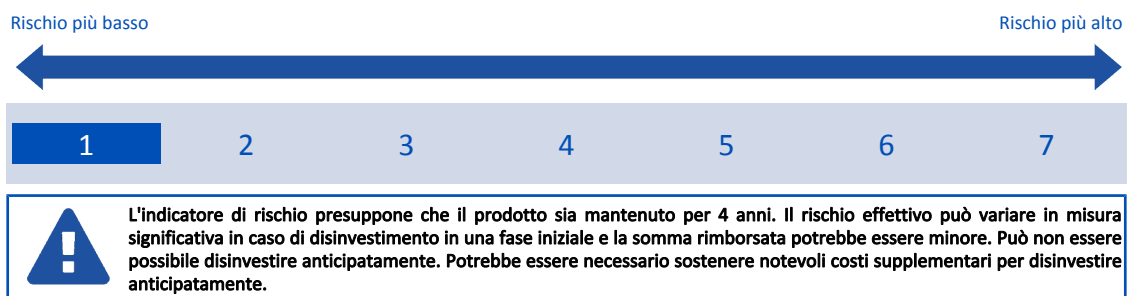 Rischio più basso Rischio più alto
1 2 3 4 5 6 7
L'indicatore di rischio presuppone che il prodotto sia mantenuto per 4 anni. Il rischio effettivo può variare in misura
significativa in caso di disinvestimento in una fase iniziale e la somma rimborsata potrebbe essere minore. Può non essere
possibile disinvestire anticipatamente. Potrebbe essere necessario sostenere notevoli costi supplementari per disinvestire
anticipatamente.